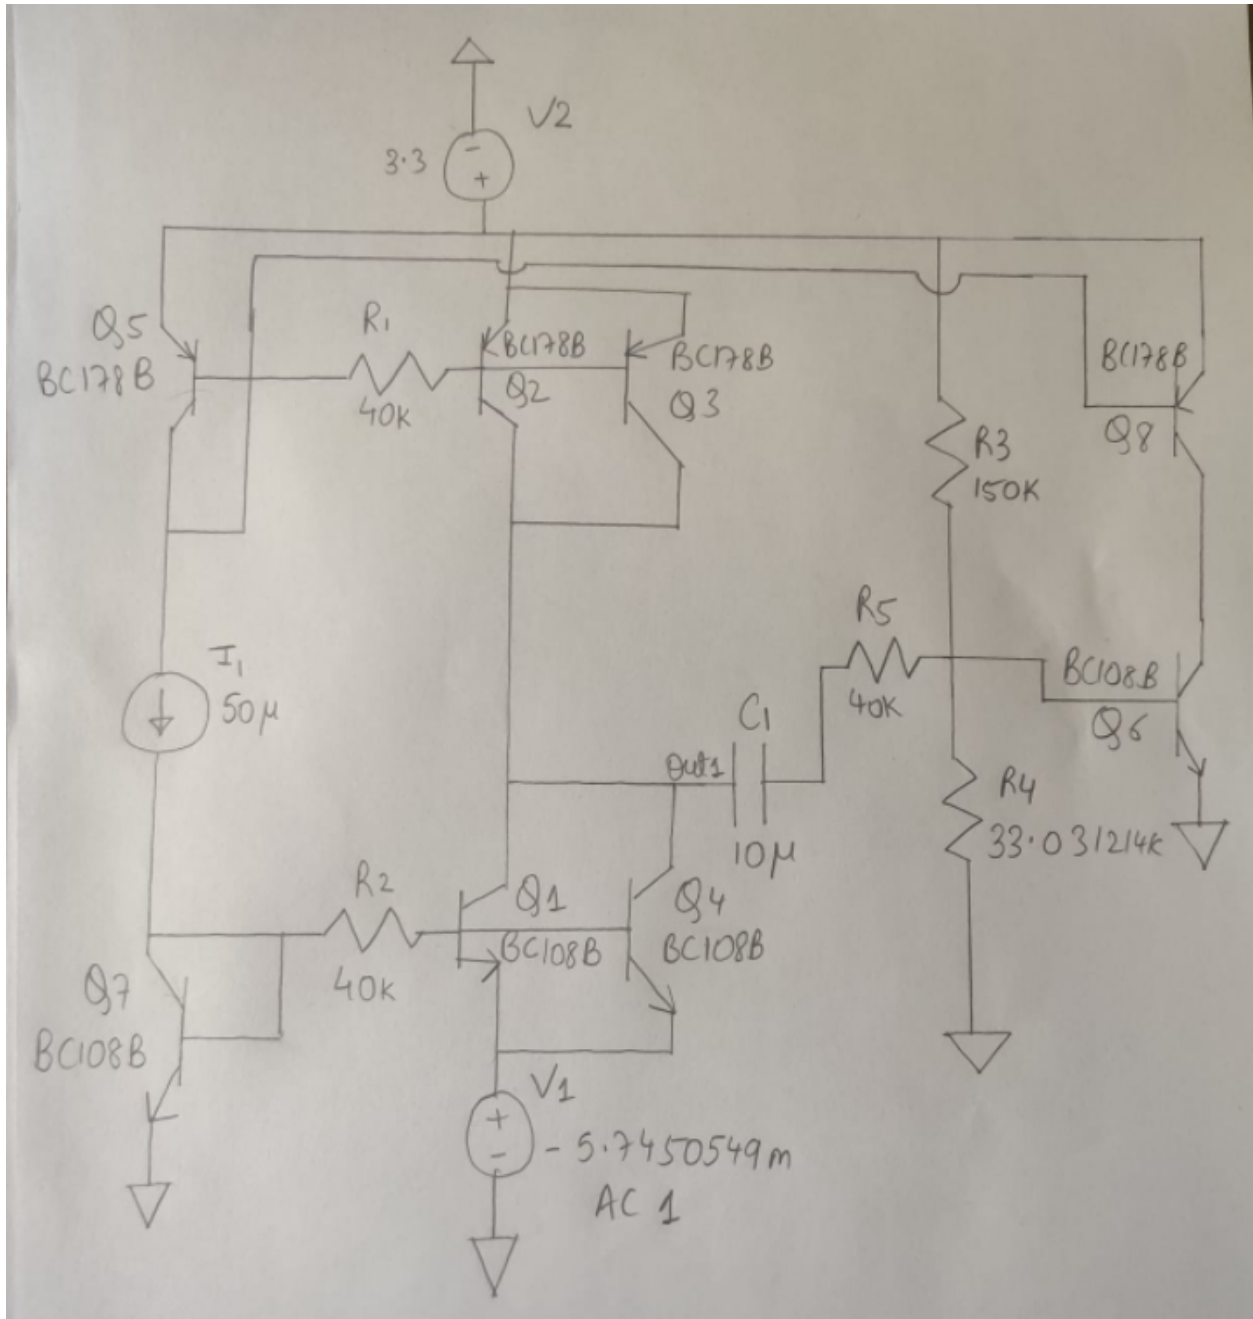 V2
3.3
-
+
Q5
BC178B
R1
40K
BC178B
Q2
BC178B
Q3
BC178B
Q8
R3
150K
I1
50μ
R5
40K
BC108B
Q6
C1
Out1
10μ
R4
33.031214K
R2
40K
Q1
BC108B
Q4
BC108B
Q7
BC108B
V1
+
-
-5.7450549m
AC 1